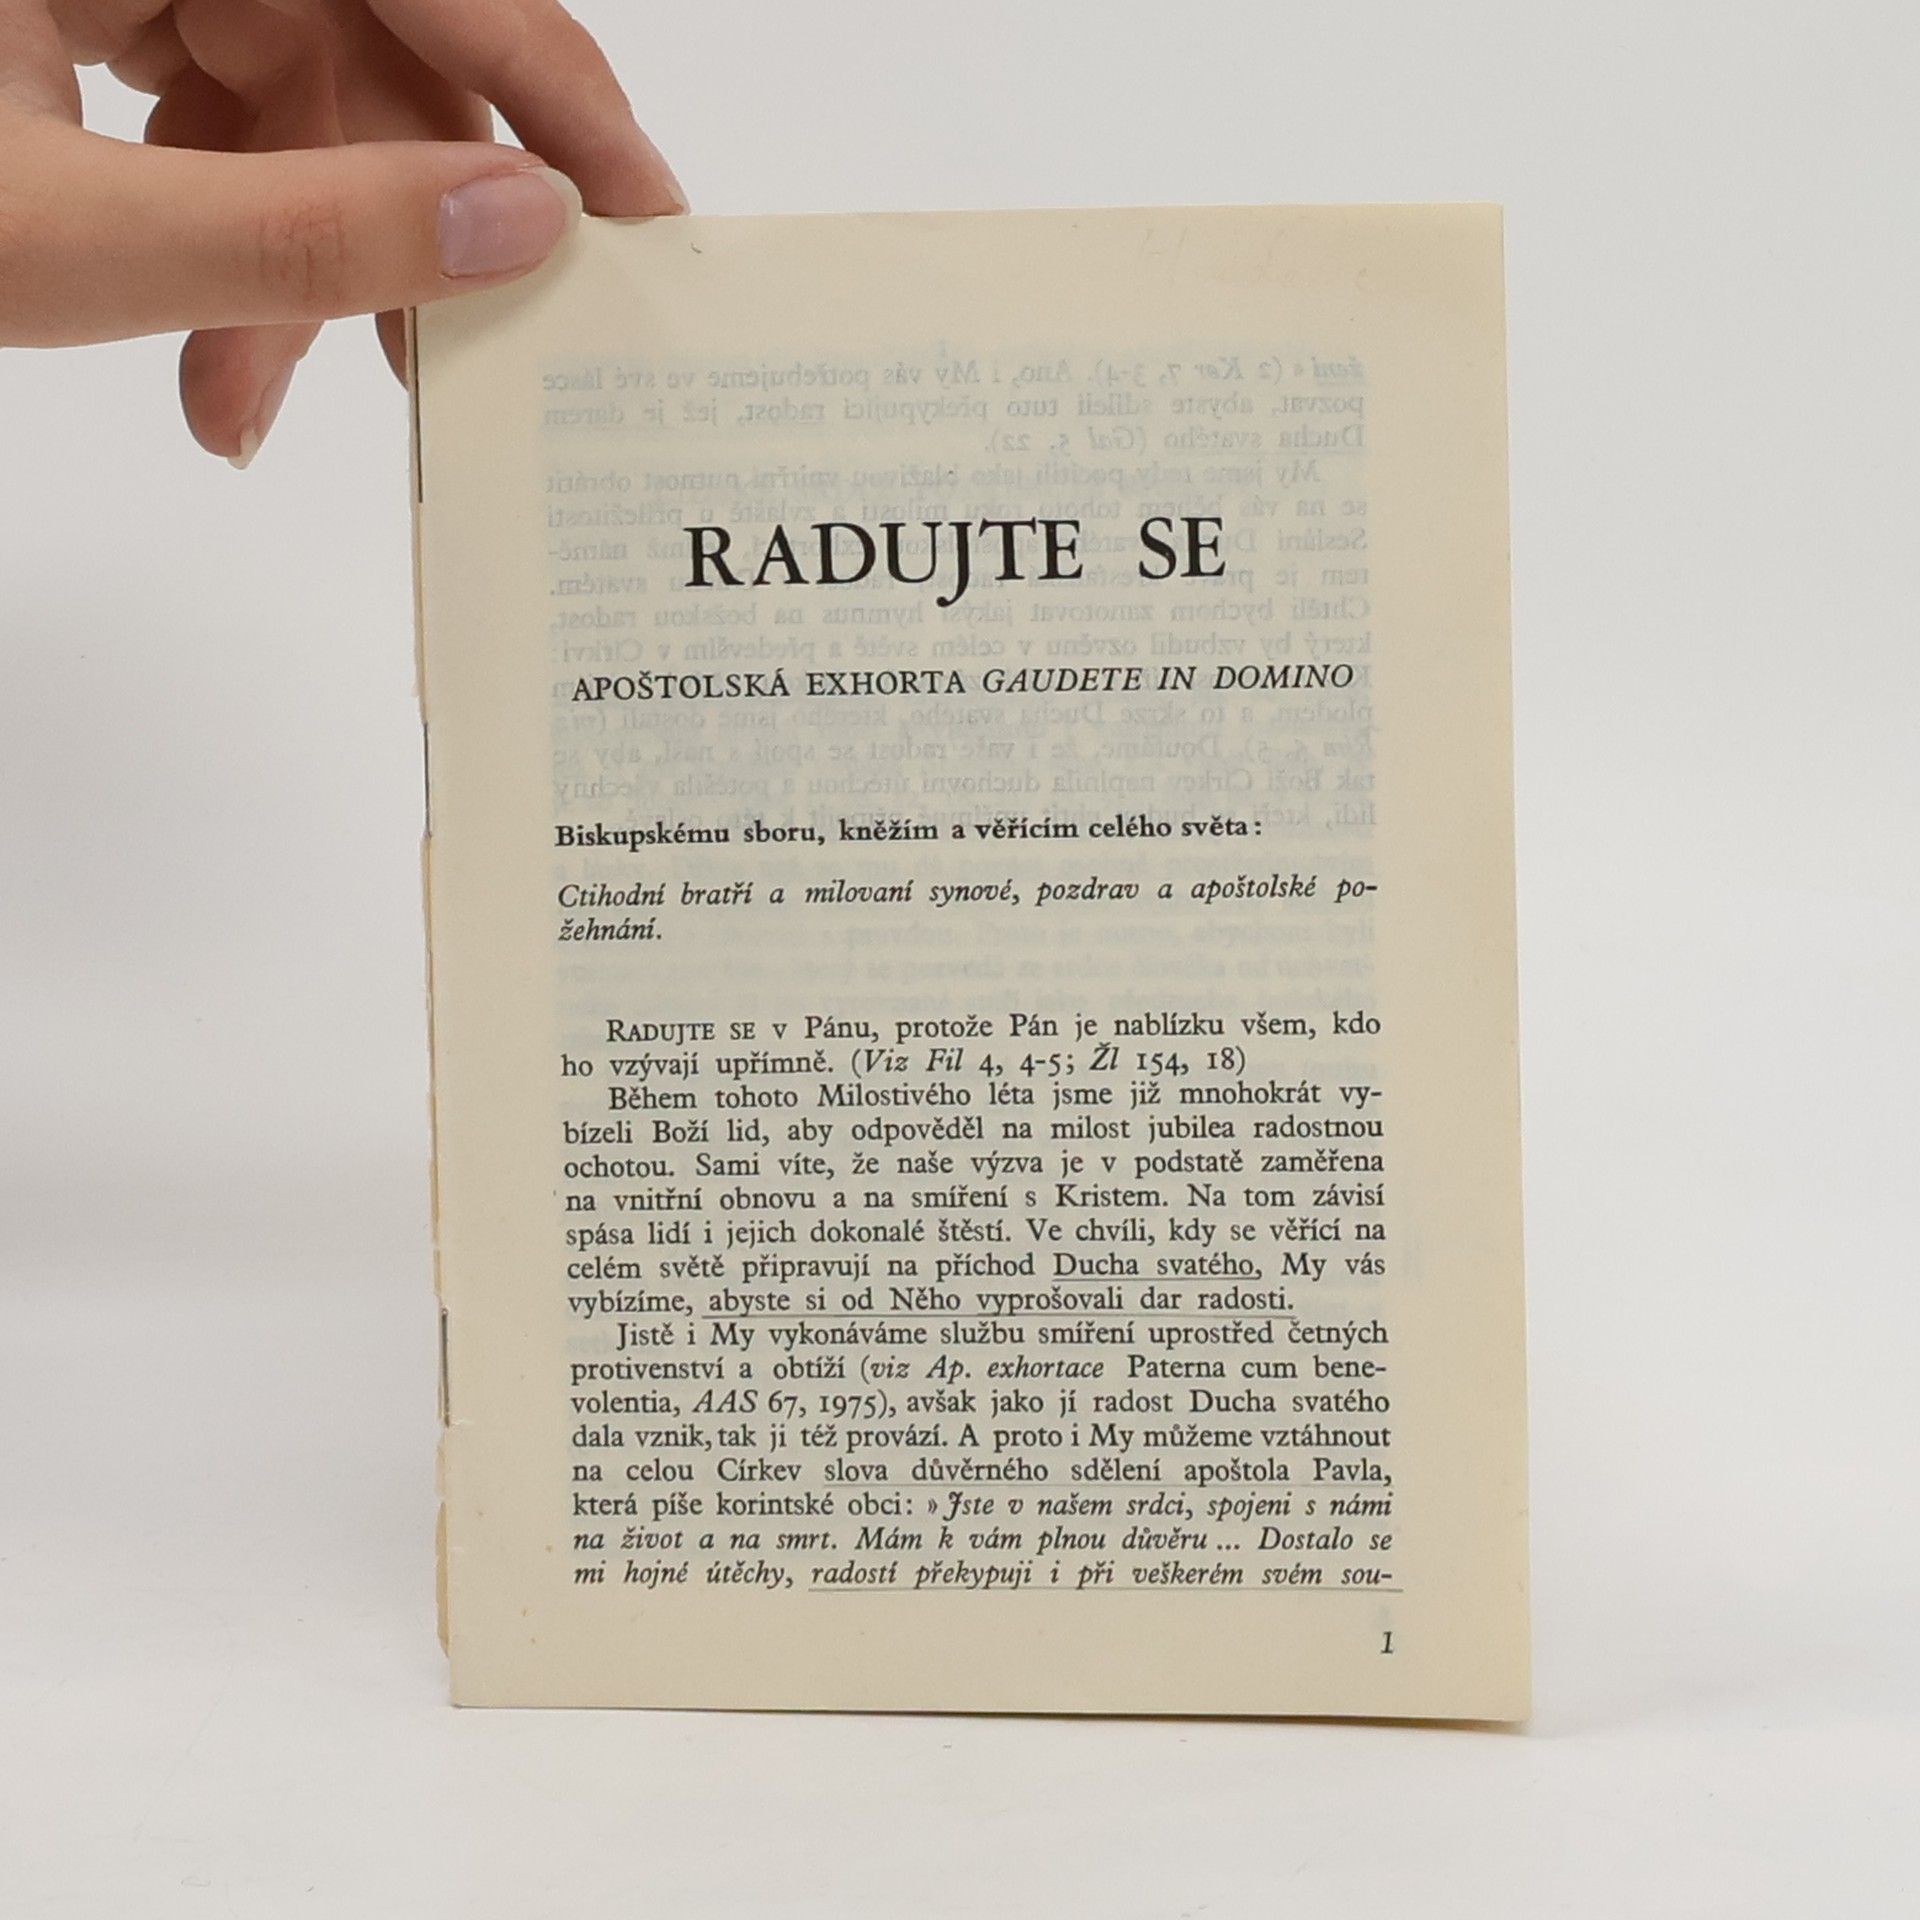 RADUJTE SE
APOŠTOLSKÁ EXHORTA GAUDETE IN DOMINO
Biskupskému sboru, kněžím a věřícím celého světa:
Ctihodní bratří a milovaní synové, pozdrav a apoštolské po-
žehnání.
RADUJTE SE v Pánu, protože Pán je nablízku všem, kdo
ho vzývají upřímně. (Viz Fil 4, 4-5; Žl 154, 18)
Během tohoto Milostivého léta jsme již mnohokrát vy-
bízeli Boží lid, aby odpověděl na milost jubilea radostnou
ochotou. Sami víte, že naše výzva je v podstatě zaměřena
na vnitřní obnovu a na smíření s Kristem. Na tom závisí
spása lidí i jejich dokonalé štěstí. Ve chvíli, kdy se věřící na
celém světě připravují na příchod Ducha svatého, My vás
vybízíme, abyste si od Něho vyprošovali dar radosti.
Jistě i My vykonáváme službu smíření uprostřed četných
protivenství a obtíží (viz Ap. exhortace Paterna cum bene-
volentia, AAS 67, 1975), avšak jako jí radost Ducha svatého
dala vznik, tak ji též provází. A proto i My můžeme vztáhnout
na celou Církev slova důvěrného sdělení apoštola Pavla,
která píše korintské obci: »Jste v našem srdci, spojeni s námi
na život a na smrt. Mám k vám plnou důvěru ... Dostalo se
mi hojné útěchy, radostí překypuji i při veškerém svém sou-
1